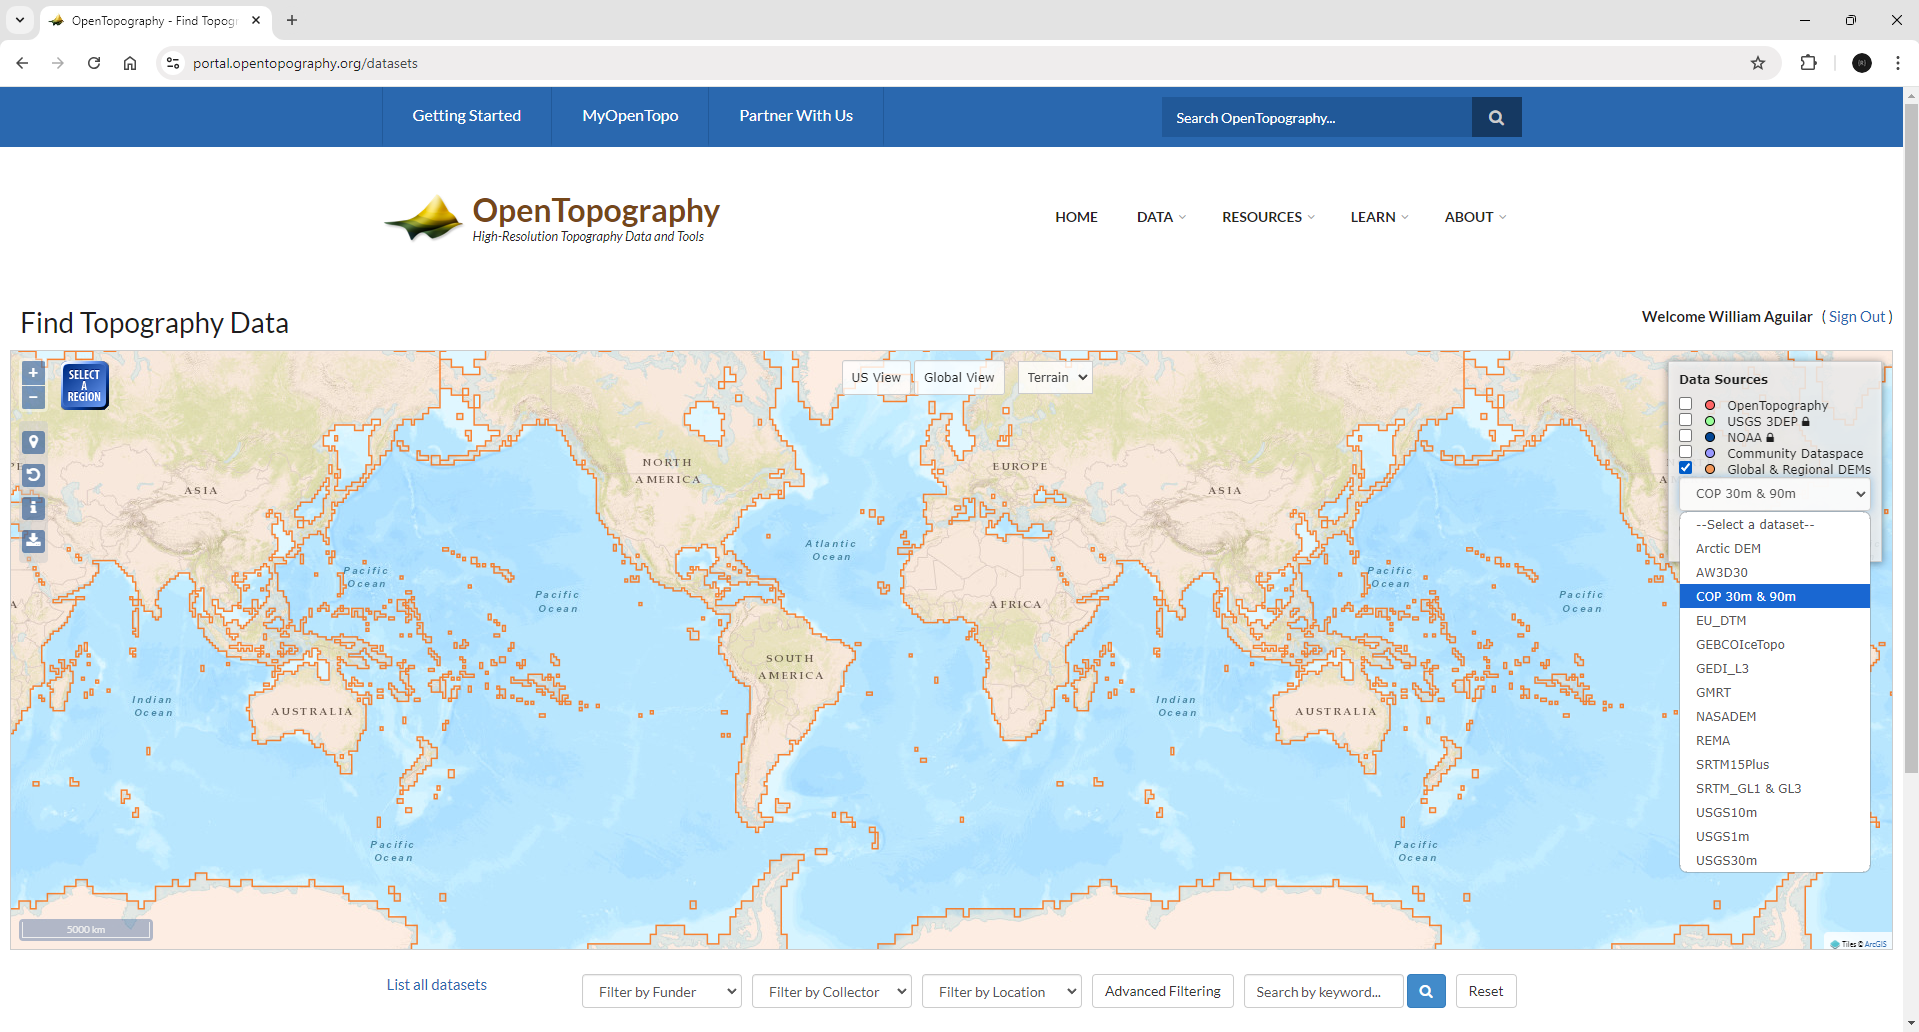 OpenTopography - Find Topogr
portal.opentopography.org/datasets
Getting Started
MyOpenTopo
Partner With Us
Search OpenTopography...
OpenTopography
High-Resolution Topography Data and Tools
HOME
DATA
RESOURCES
LEARN
ABOUT
Find Topography Data
Welcome William Aguilar ( Sign Out )
+
−
SELECT
A
REGION
US View
Global View
Terrain
Data Sources
OpenTopography
USGS 3DEP
NOAA
Community Dataspace
Global & Regional DEMs
COP 30m & 90m
--Select a dataset--
Arctic DEM
AW3D30
COP 30m & 90m
EU_DTM
GEBCOIceTopo
GEDI_L3
GMRT
NASADEM
REMA
SRTM15Plus
SRTM_GL1 & GL3
USGS10m
USGS1m
USGS30m
ASIA
NORTH
AMERICA
EUROPE
ASIA
Atlantic
Ocean
Pacific
Ocean
Pacific
Ocean
Pacific
Ocean
Pacific
Ocean
AFRICA
SOUTH
AMERICA
Indian
Ocean
AUSTRALIA
Indian
Ocean
AUSTRALIA
Pacific
Ocean
Pacific
Ocean
5000 km
Tiles © ArcGIS
List all datasets
Filter by Funder
Filter by Collector
Filter by Location
Advanced Filtering
Search by keyword...
Reset